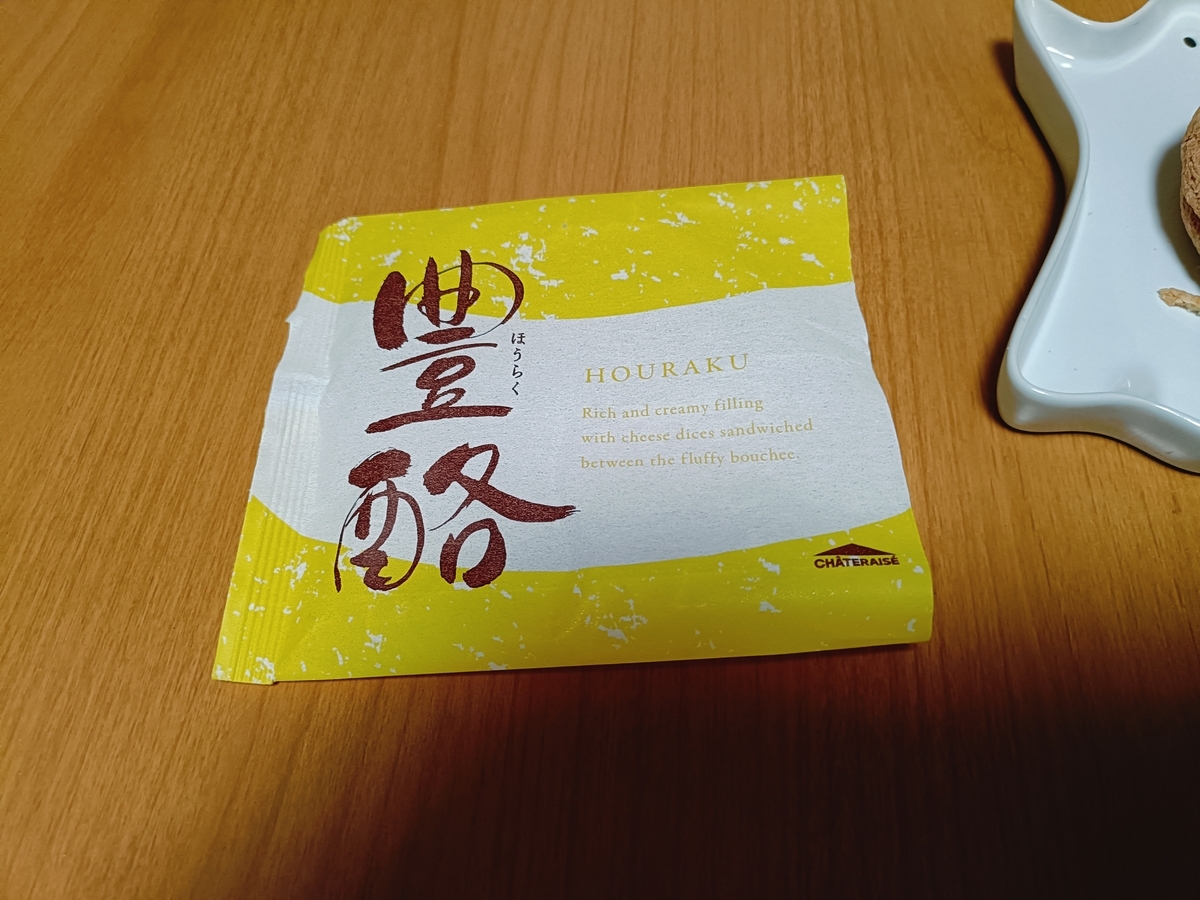 豊酪
ほうらく
HOURAKU
Rich and creamy filling
with cheese dices sandwiched
between the fluffy bouchee.
CHÂTERAISÉ